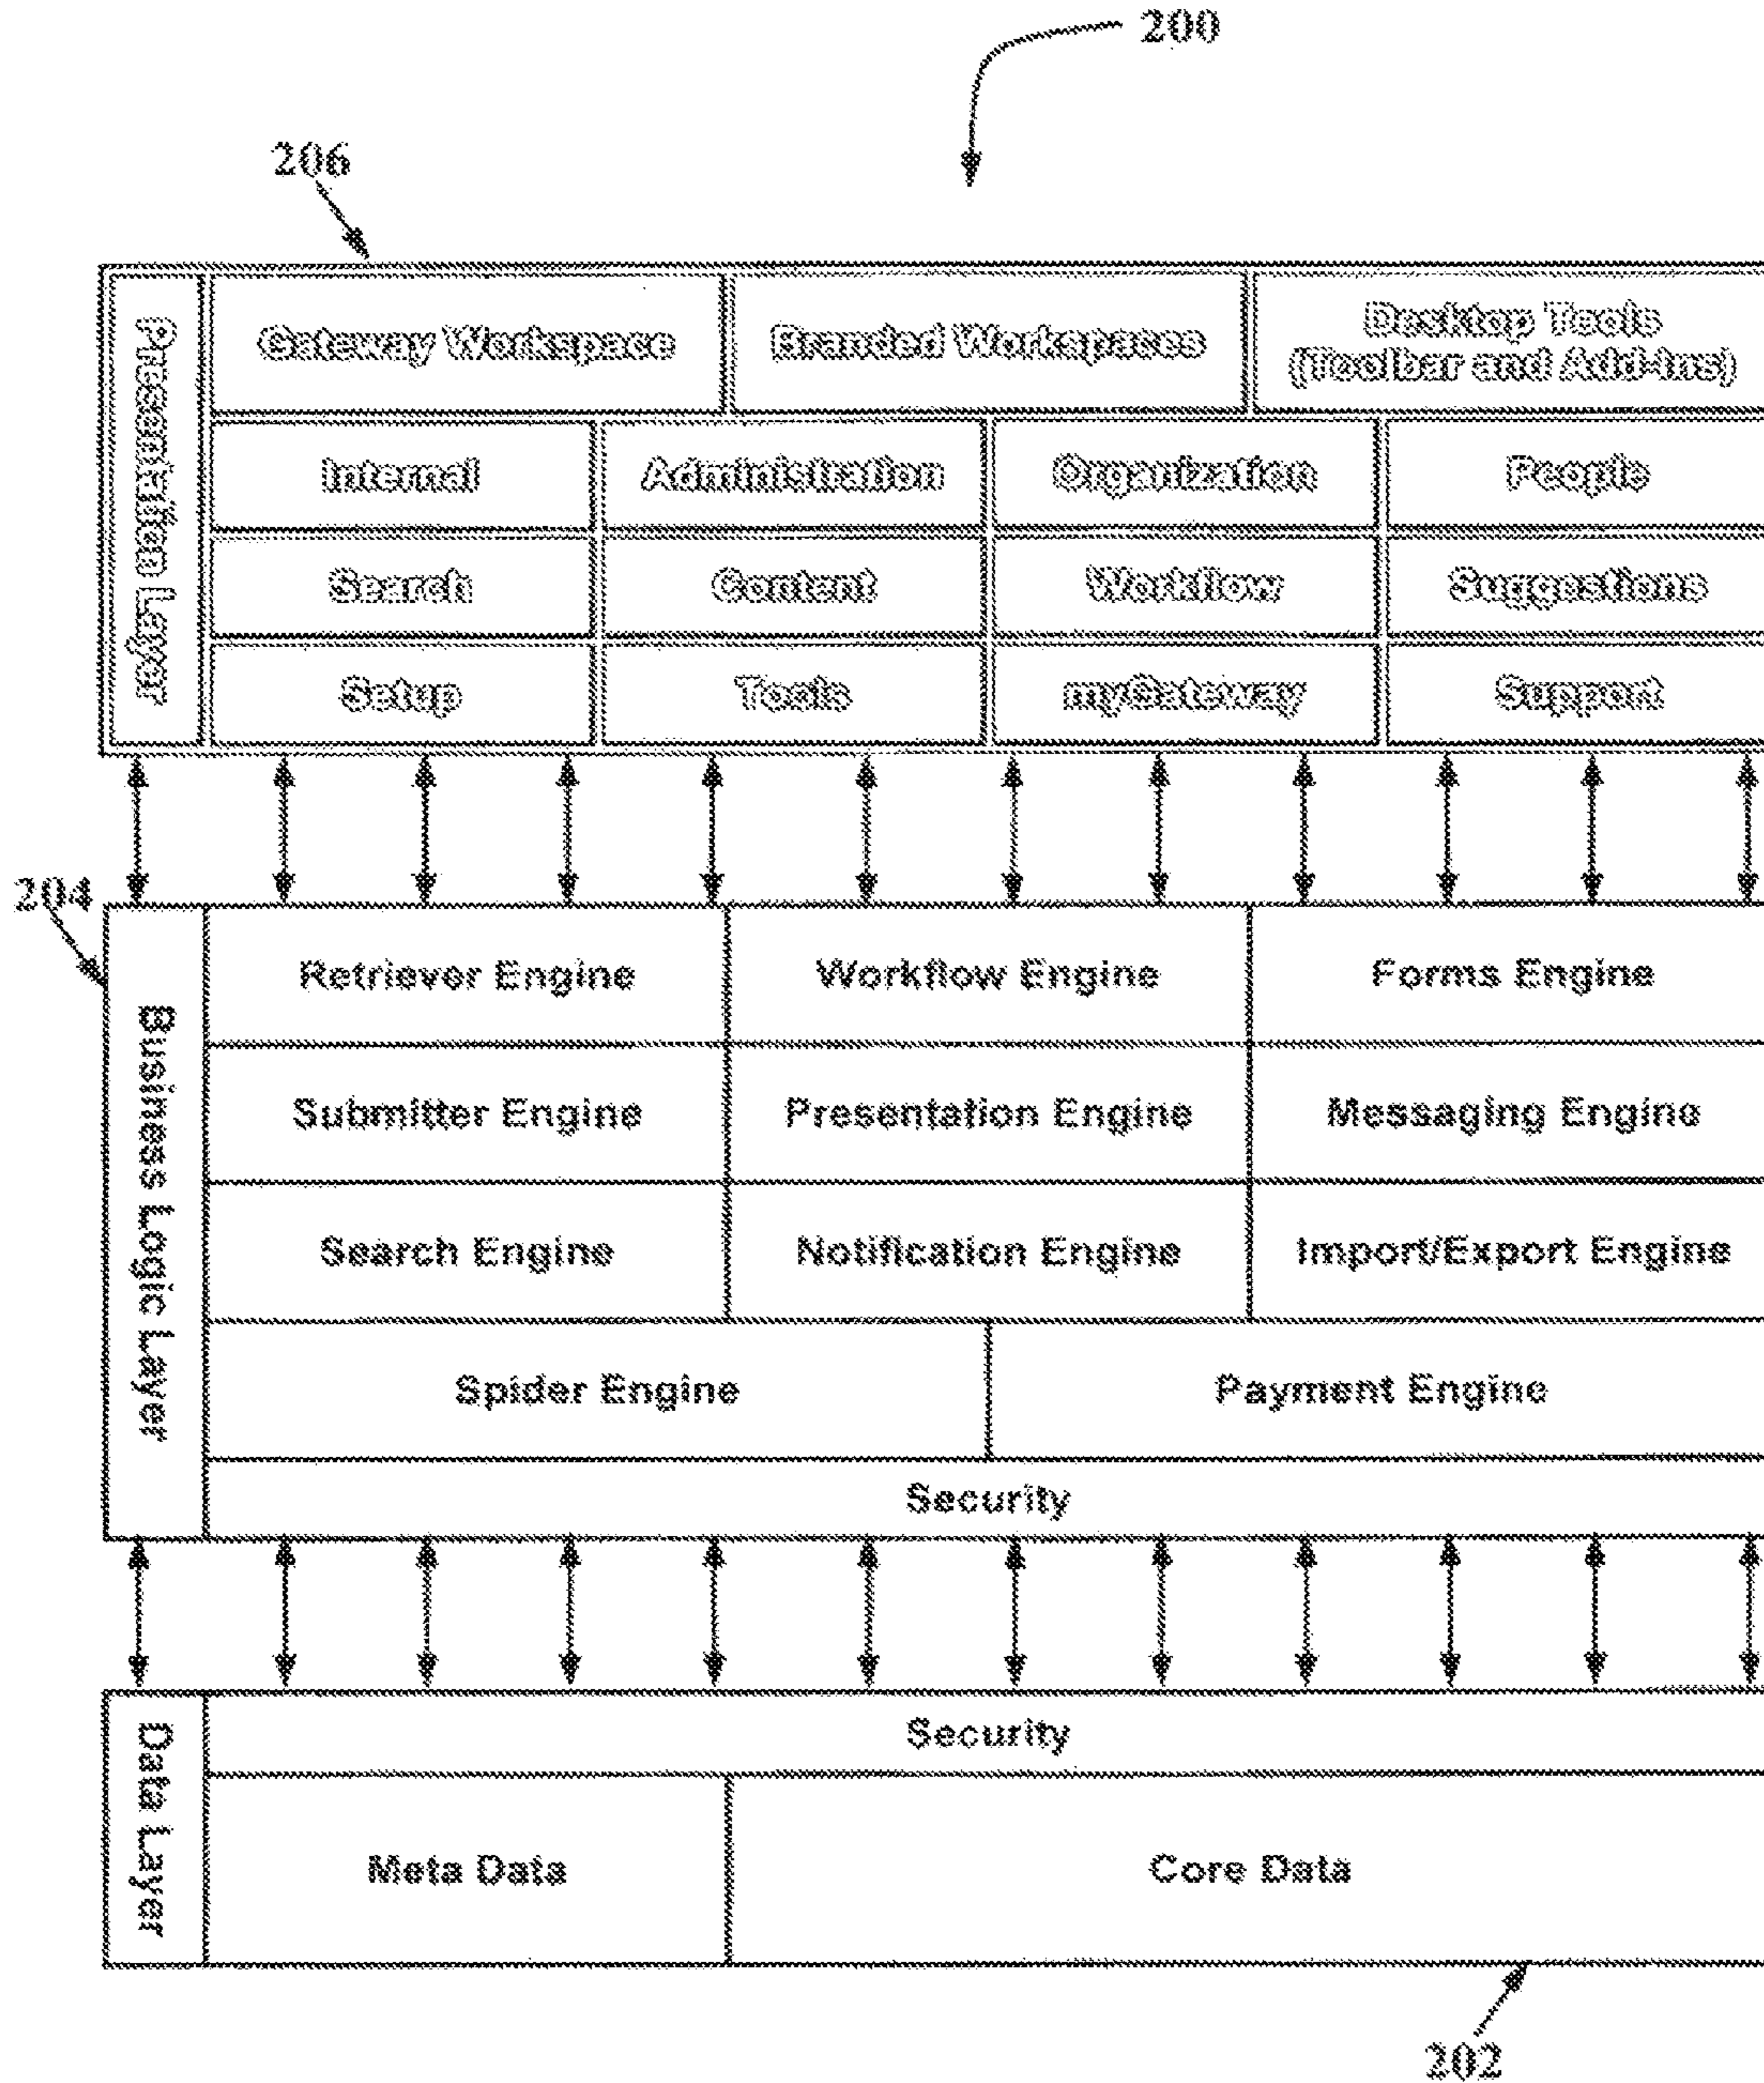 200
206
Presentation Layer
Gateway Workspace
Branded Workspaces
Desktop Tools
(Toolbar and Add-ins)
Internal
Administration
Organization
People
Search
Content
Workflow
Suggestions
Setup
Tools
myGateway
Support
204
Business Logic Layer
Retriever Engine
Workflow Engine
Forms Engine
Submitter Engine
Presentation Engine
Messaging Engine
Search Engine
Notification Engine
Import/Export Engine
Spider Engine
Payment Engine
Security
Data Layer
Security
Meta Data
Core Data
202